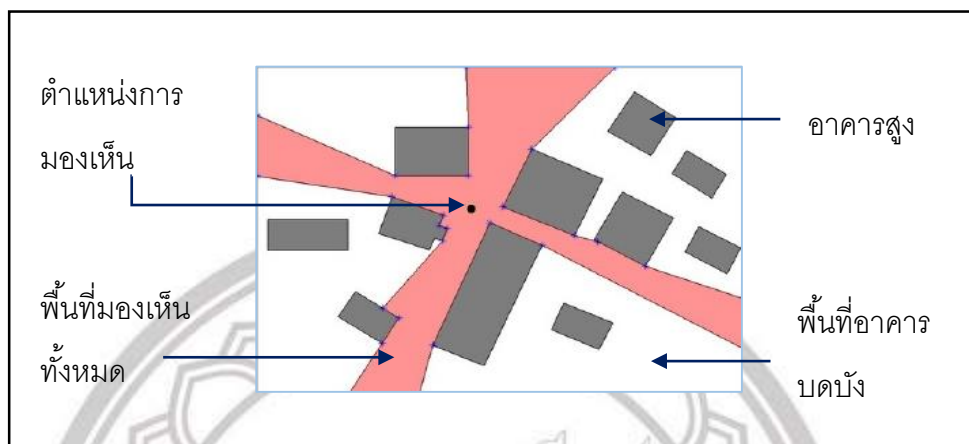 ตำแหน่งการ
มองเห็น
อาคารสูง
พื้นที่มองเห็น
ทั้งหมด
พื้นที่อาคาร
บดบัง